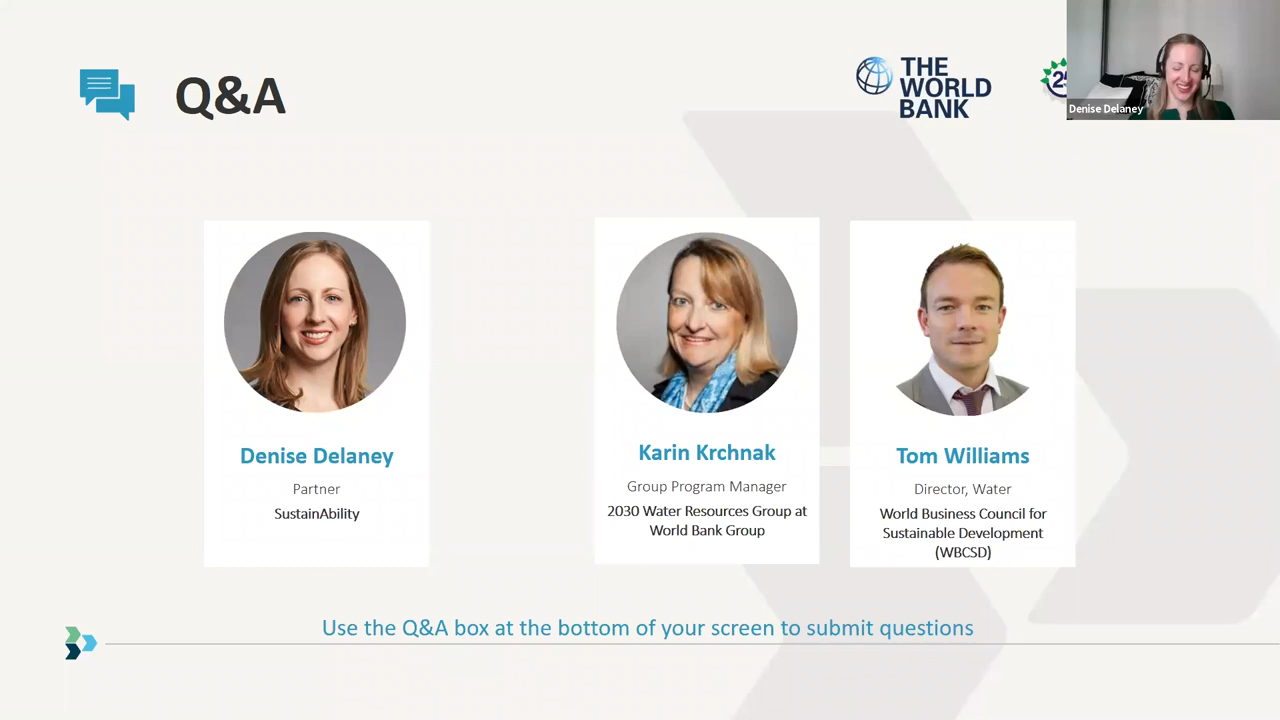 Q&A
THE
WORLD
BANK
Denise Delaney
Denise Delaney
Partner
SustainAbility
Karin Krchnak
Group Program Manager
2030 Water Resources Group at
World Bank Group
Tom Williams
Director, Water
World Business Council for
Sustainable Development
(WBCSD)
Use the Q&A box at the bottom of your screen to submit questions